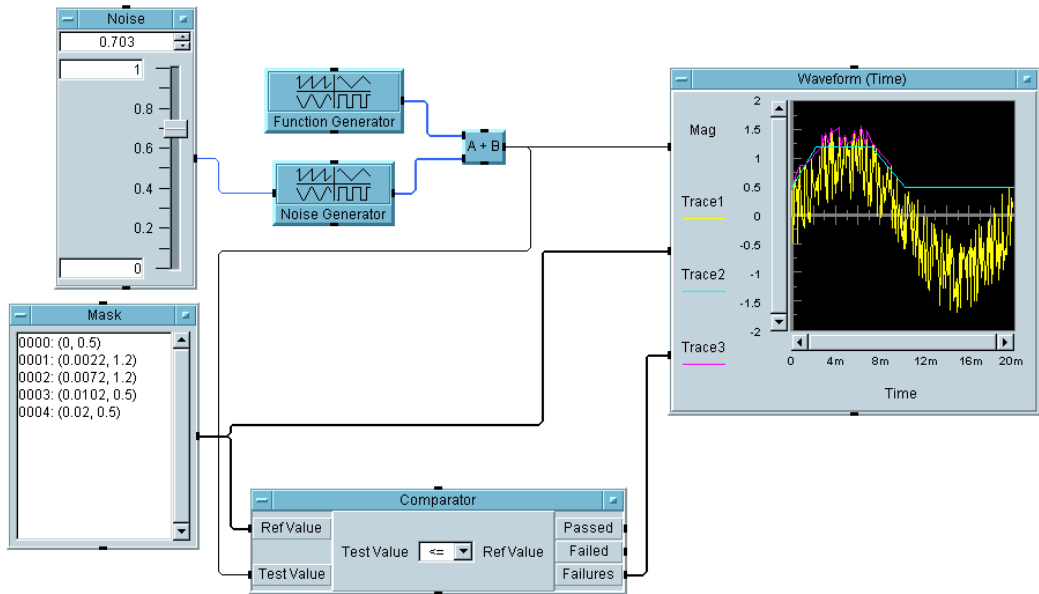 Noise
0.703
1
0.8
0.6
0.4
0.2
0
Function Generator
Noise Generator
A + B
Waveform (Time)
Mag
Trace1
Trace2
Trace3
2
1.5
1
0.5
0
-0.5
-1
-1.5
-2
0 4m 8m 12m 16m 20m
Time
Mask
0000: (0, 0.5)
0001: (0.0022, 1.2)
0002: (0.0072, 1.2)
0003: (0.0102, 0.5)
0004: (0.02, 0.5)
Comparator
Ref Value
Test Value
Test Value <= Ref Value
Passed
Failed
Failures